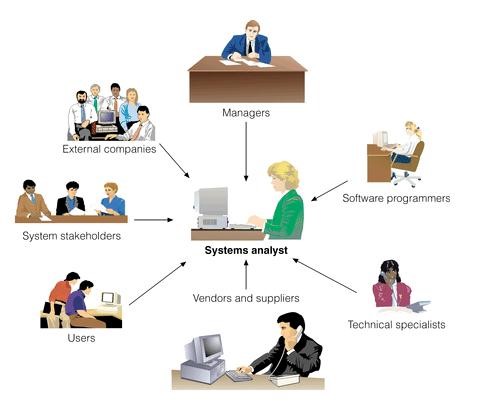 Managers
External companies
Software programmers
System stakeholders
Systems analyst
Vendors and suppliers
Users
Technical specialists